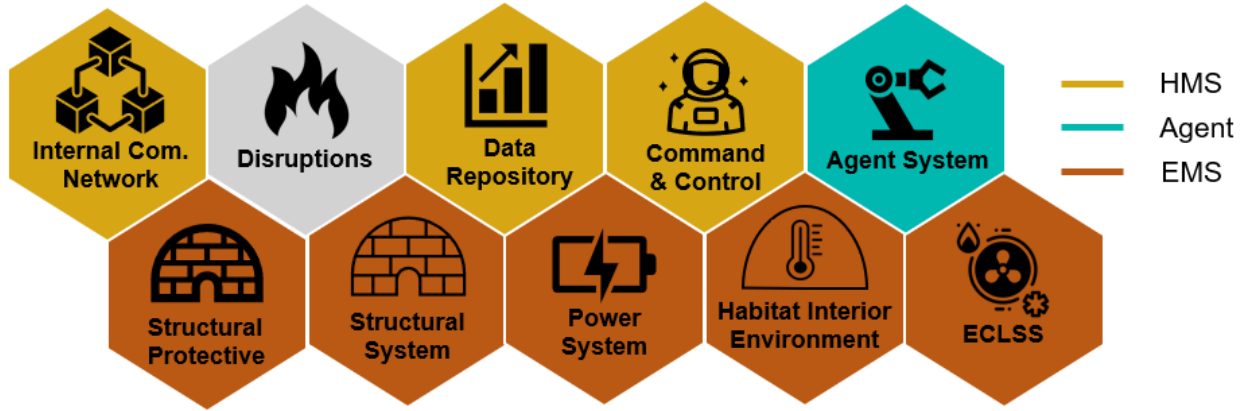 Internal Com.
Network
Disruptions
Data
Repository
Command
& Control
Agent System
HMS
Agent
EMS
Structural
Protective
Structural
System
Power
System
Habitat Interior
Environment
ECLSS